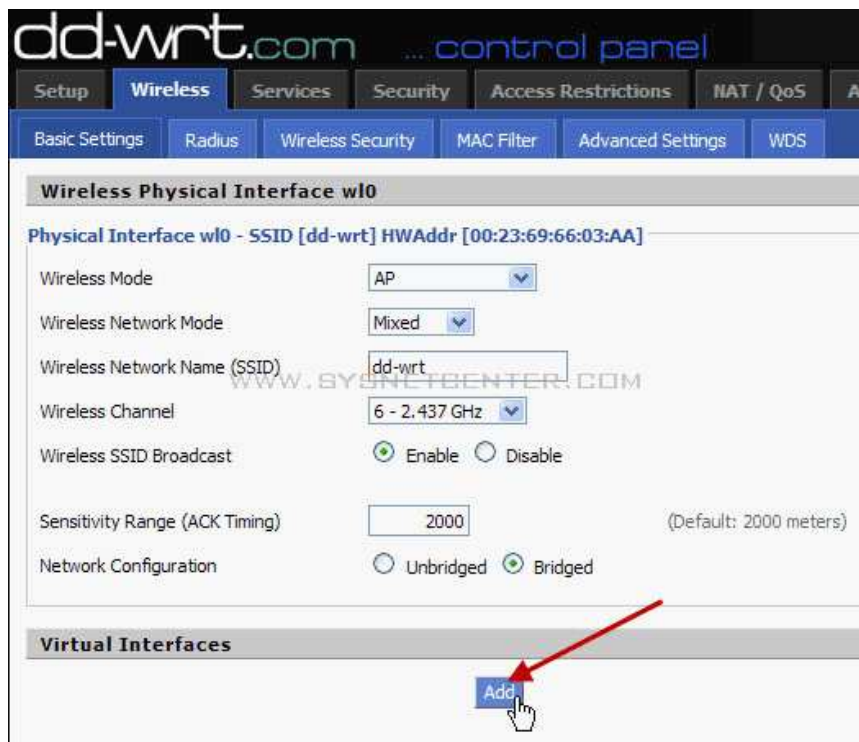 dd-wrt.com ... control panel
Setup Wireless Services Security Access Restrictions NAT / QoS A
Basic Settings Radius Wireless Security MAC Filter Advanced Settings WDS
Wireless Physical Interface wl0
Physical Interface wl0 - SSID [dd-wrt] HWAddr [00:23:69:66:03:AA]
Wireless Mode AP
Wireless Network Mode Mixed
Wireless Network Name (SSID) dd-wrt
WWW.SYSNETCENTER.COM
Wireless Channel 6 - 2.437 GHz
Wireless SSID Broadcast Enable Disable
Sensitivity Range (ACK Timing) 2000 (Default: 2000 meters)
Network Configuration Unbridged Bridged
Virtual Interfaces
Add